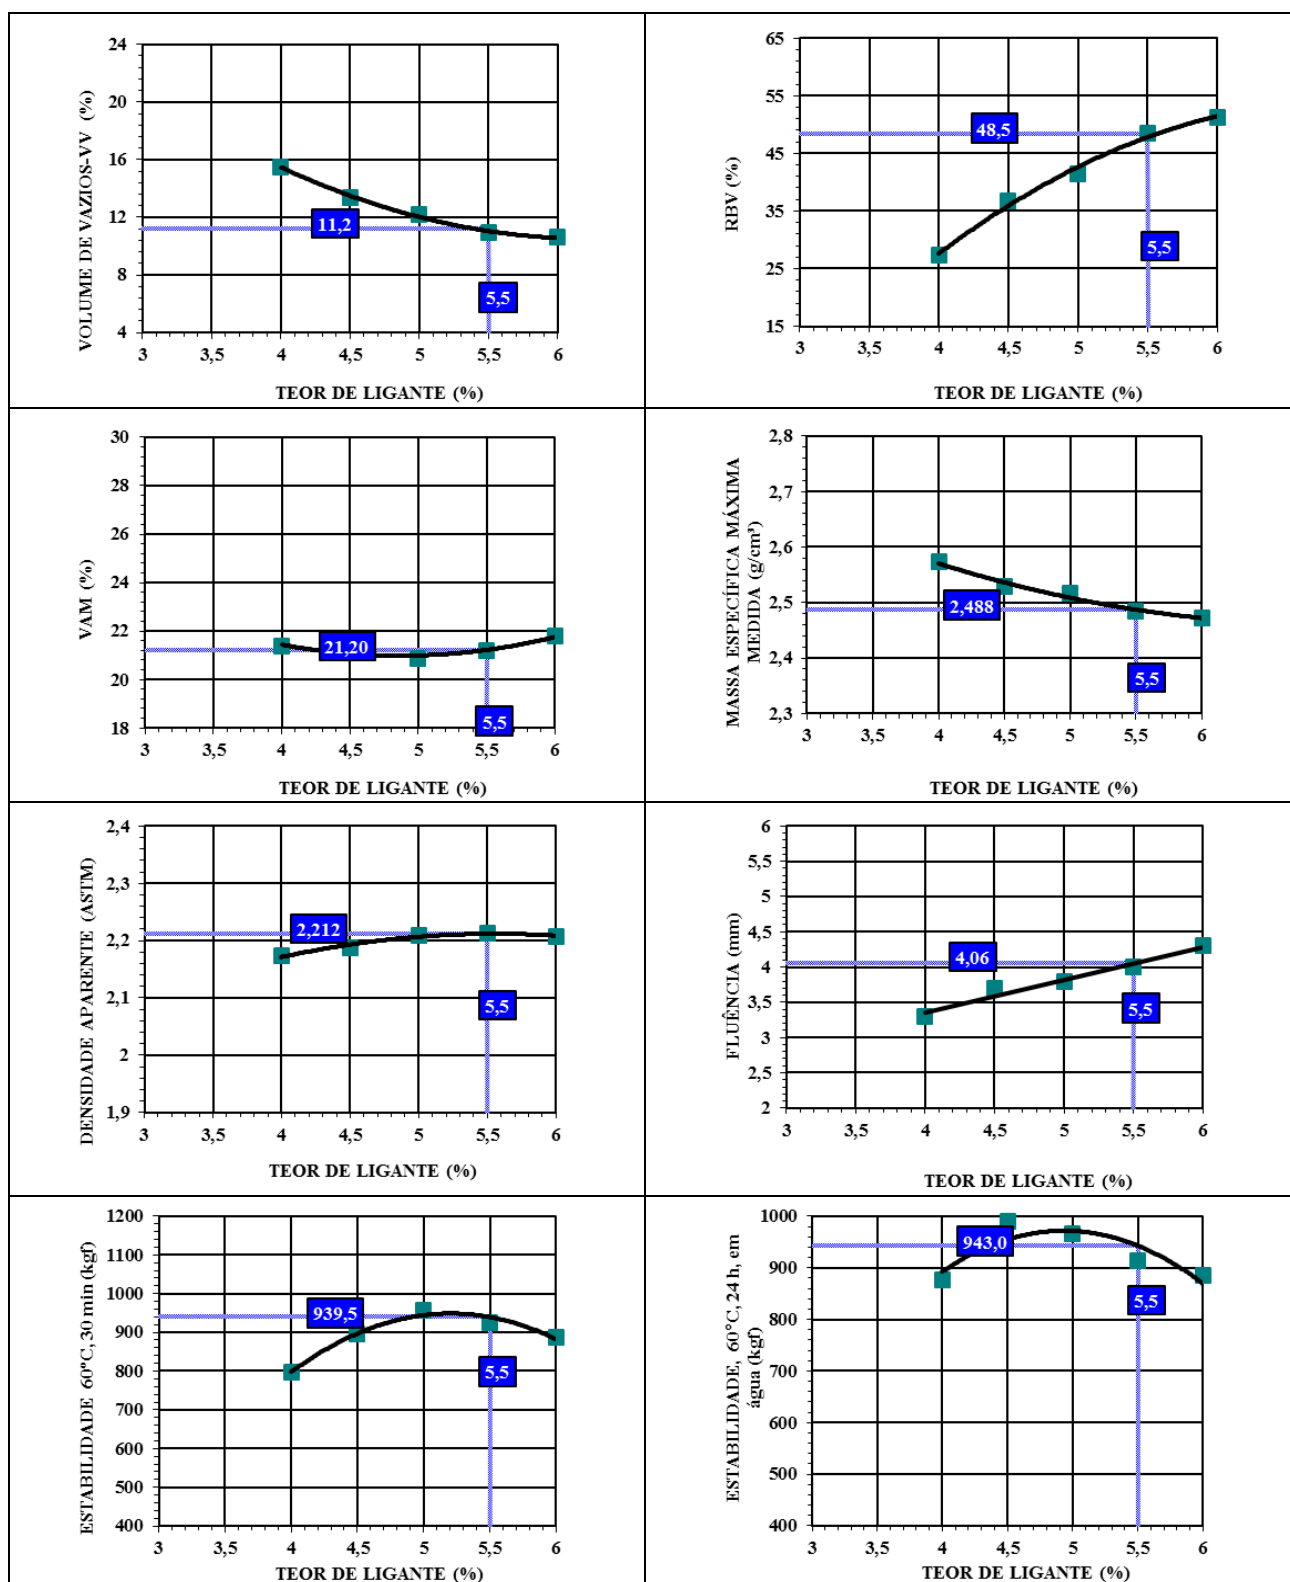 VOLUME DE VAZIOS-VV (%)
24
20
16
12
8
4
11,2
5,5
3 3,5 4 4,5 5 5,5 6
TEOR DE LIGANTE (%)
RBV (%)
65
55
45
35
25
15
48,5
5,5
3 3,5 4 4,5 5 5,5 6
TEOR DE LIGANTE (%)
VAM (%)
30
28
26
24
22
20
18
21,20
5,5
3 3,5 4 4,5 5 5,5 6
TEOR DE LIGANTE (%)
MASSA ESPECÍFICA MÁXIMA
MEDIDA (g/cm³)
2,8
2,7
2,6
2,5
2,4
2,3
2,488
5,5
3 3,5 4 4,5 5 5,5 6
TEOR DE LIGANTE (%)
DENSIDADE APARENTE (ASTM)
2,4
2,3
2,2
2,1
2
1,9
2,212
5,5
3 3,5 4 4,5 5 5,5 6
TEOR DE LIGANTE (%)
FLUÊNCIA (mm)
6
5,5
5
4,5
4
3,5
3
2,5
2
4,06
5,5
3 3,5 4 4,5 5 5,5 6
TEOR DE LIGANTE (%)
ESTABILIDADE 60ºC, 30 min (kgf)
1200
1100
1000
900
800
700
600
500
400
939,5
5,5
3 3,5 4 4,5 5 5,5 6
TEOR DE LIGANTE (%)
ESTABILIDADE, 60°C, 24 h, em
água (kgf)
1000
900
800
700
600
500
400
943,0
5,5
3 3,5 4 4,5 5 5,5 6
TEOR DE LIGANTE (%)